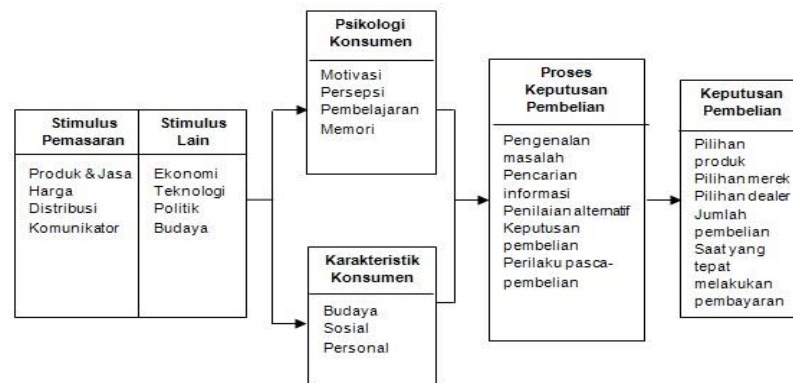 Stimulus
Pemasaran
Produk & Jasa
Harga
Distribusi
Komunikator
Stimulus
Lain
Ekonomi
Teknologi
Politik
Budaya
Psikologi
Konsumen
Motivasi
Persepsi
Pembelajaran
Memori
Karakteristik
Konsumen
Budaya
Sosial
Personal
Proses
Keputusan
Pembelian
Pengenalan
masalah
Pencarian
informasi
Penilaian alternatif
Keputusan
pembelian
Perilaku pasca-
pembelian
Keputusan
Pembelian
Pilihan
produk
Pilihan merek
Pilihan dealer
Jumlah
pembelian
Saat yang
tepat
melakukan
pembayaran